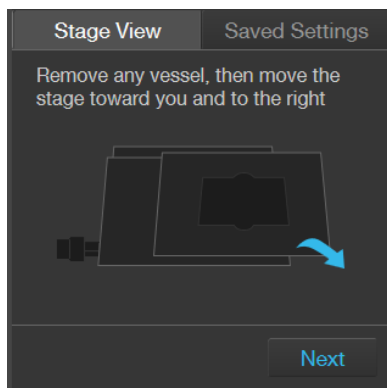 Stage View
Saved Settings
Remove any vessel, then move the
stage toward you and to the right
Next